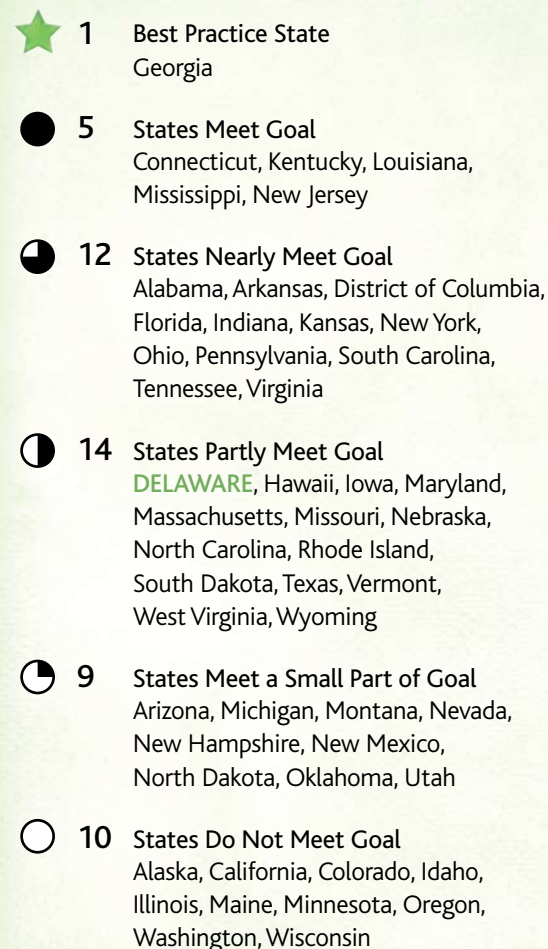 1 Best Practice State
Georgia
5 States Meet Goal
Connecticut, Kentucky, Louisiana,
Mississippi, New Jersey
12 States Nearly Meet Goal
Alabama, Arkansas, District of Columbia,
Florida, Indiana, Kansas, New York,
Ohio, Pennsylvania, South Carolina,
Tennessee, Virginia
14 States Partly Meet Goal
DELAWARE, Hawaii, Iowa, Maryland,
Massachusetts, Missouri, Nebraska,
North Carolina, Rhode Island,
South Dakota, Texas, Vermont,
West Virginia, Wyoming
9 States Meet a Small Part of Goal
Arizona, Michigan, Montana, Nevada,
New Hampshire, New Mexico,
North Dakota, Oklahoma, Utah
10 States Do Not Meet Goal
Alaska, California, Colorado, Idaho,
Illinois, Maine, Minnesota, Oregon,
Washington, Wisconsin